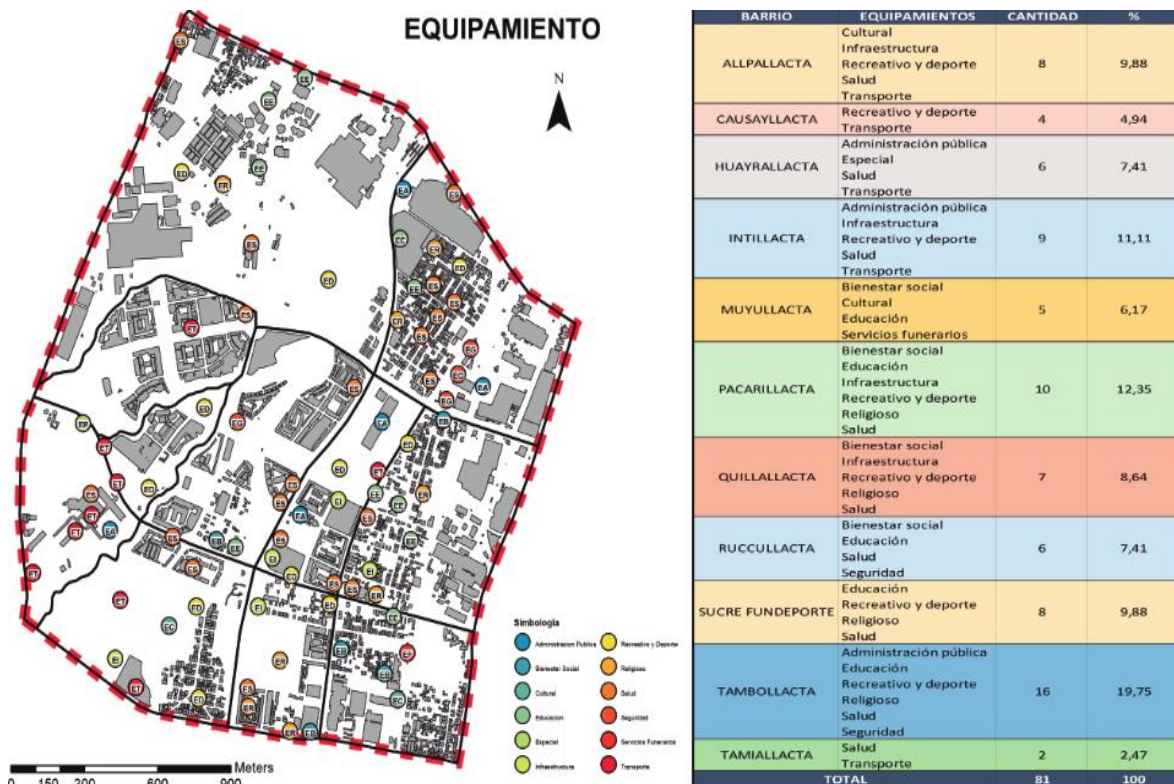 EQUIPAMIENTO
N
Simbología
Administracion Publica
Bienestar Social
Cultural
Educacion
Especial
Infraestructura
Recreativo y Deporte
Religioso
Salud
Seguridad
Servicios Funerarios
Transporte
Meters
0 150 300 600 900
BARRIO EQUIPAMIENTOS CANTIDAD %
ALLPALLACTA
Cultural
Infraestructura
Recreativo y deporte
Salud
Transporte
8 9,88
CAUSAYLLACTA
Recreativo y deporte
Transporte
4 4,94
HUAYRALLACTA
Administración pública
Especial
Salud
Transporte
6 7,41
INTILLACTA
Administración pública
Infraestructura
Recreativo y deporte
Salud
Transporte
9 11,11
MUYULLACTA
Bienestar social
Cultural
Educación
Servicios funerarios
5 6,17
PACARILLACTA
Bienestar social
Educación
Infraestructura
Recreativo y deporte
Religioso
Salud
10 12,35
QUILLALLACTA
Bienestar social
Infraestructura
Recreativo y deporte
Religioso
Salud
7 8,64
RUCCULLACTA
Bienestar social
Educación
Salud
Seguridad
6 7,41
SUCRE FUNDEPORTE
Educación
Recreativo y deporte
Religioso
Salud
8 9,88
TAMBOLLACTA
Administración pública
Educación
Recreativo y deporte
Religioso
Salud
Seguridad
16 19,75
TAMIALLACTA
Salud
Transporte
2 2,47
TOTAL 81 100